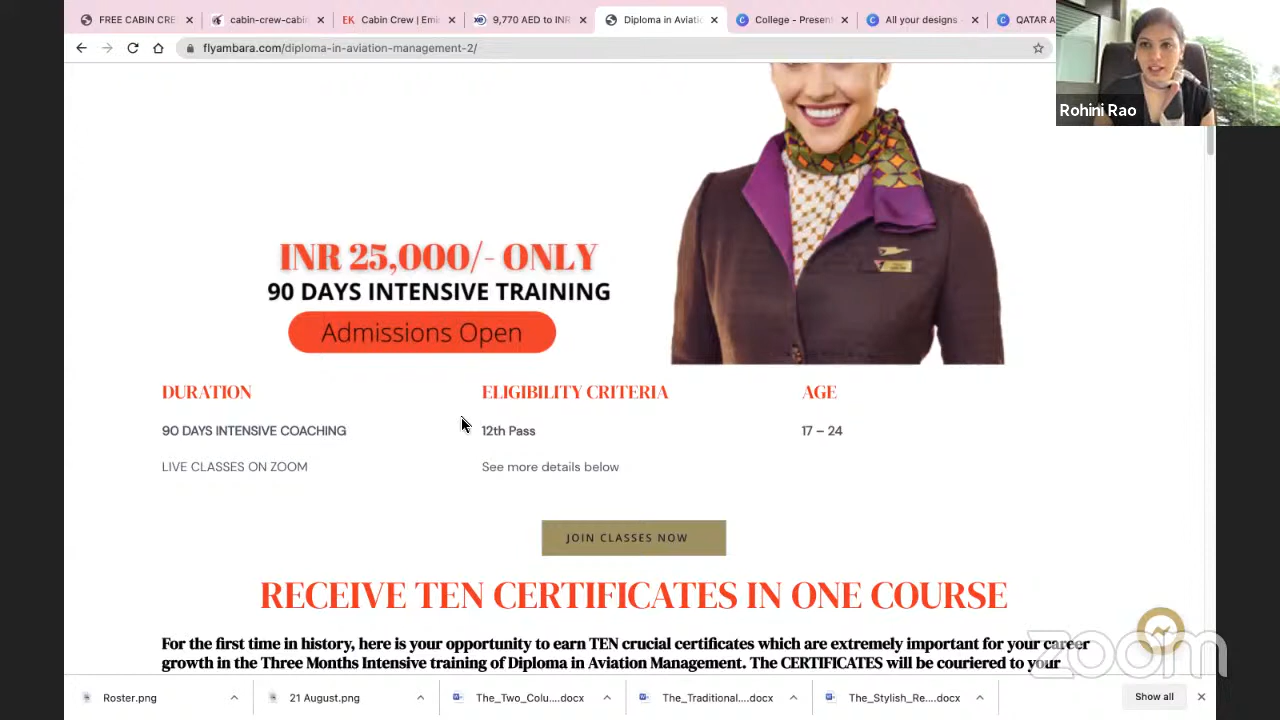 FREE CABIN CRE
cabin-crew-cabi
EK Cabin Crew | Emi
9,770 AED to INR
Diploma in Aviati
College - Present
All your designs -
QATAR A
flyambara.com/diploma-in-aviation-management-2/
Rohini Rao
INR 25,000/- ONLY
90 DAYS INTENSIVE TRAINING
Admissions Open
DURATION
ELIGIBILITY CRITERIA
AGE
90 DAYS INTENSIVE COACHING
12th Pass
17 – 24
LIVE CLASSES ON ZOOM
See more details below
JOIN CLASSES NOW
RECEIVE TEN CERTIFICATES IN ONE COURSE
For the first time in history, here is your opportunity to earn TEN crucial certificates which are extremely important for your career
growth in the Three Months Intensive training of Diploma in Aviation Management. The CERTIFICATES will be couriered to your
zoom
Roster.png
21 August.png
The_Two_Colu....docx
The_Traditional....docx
The_Stylish_Re....docx
Show all